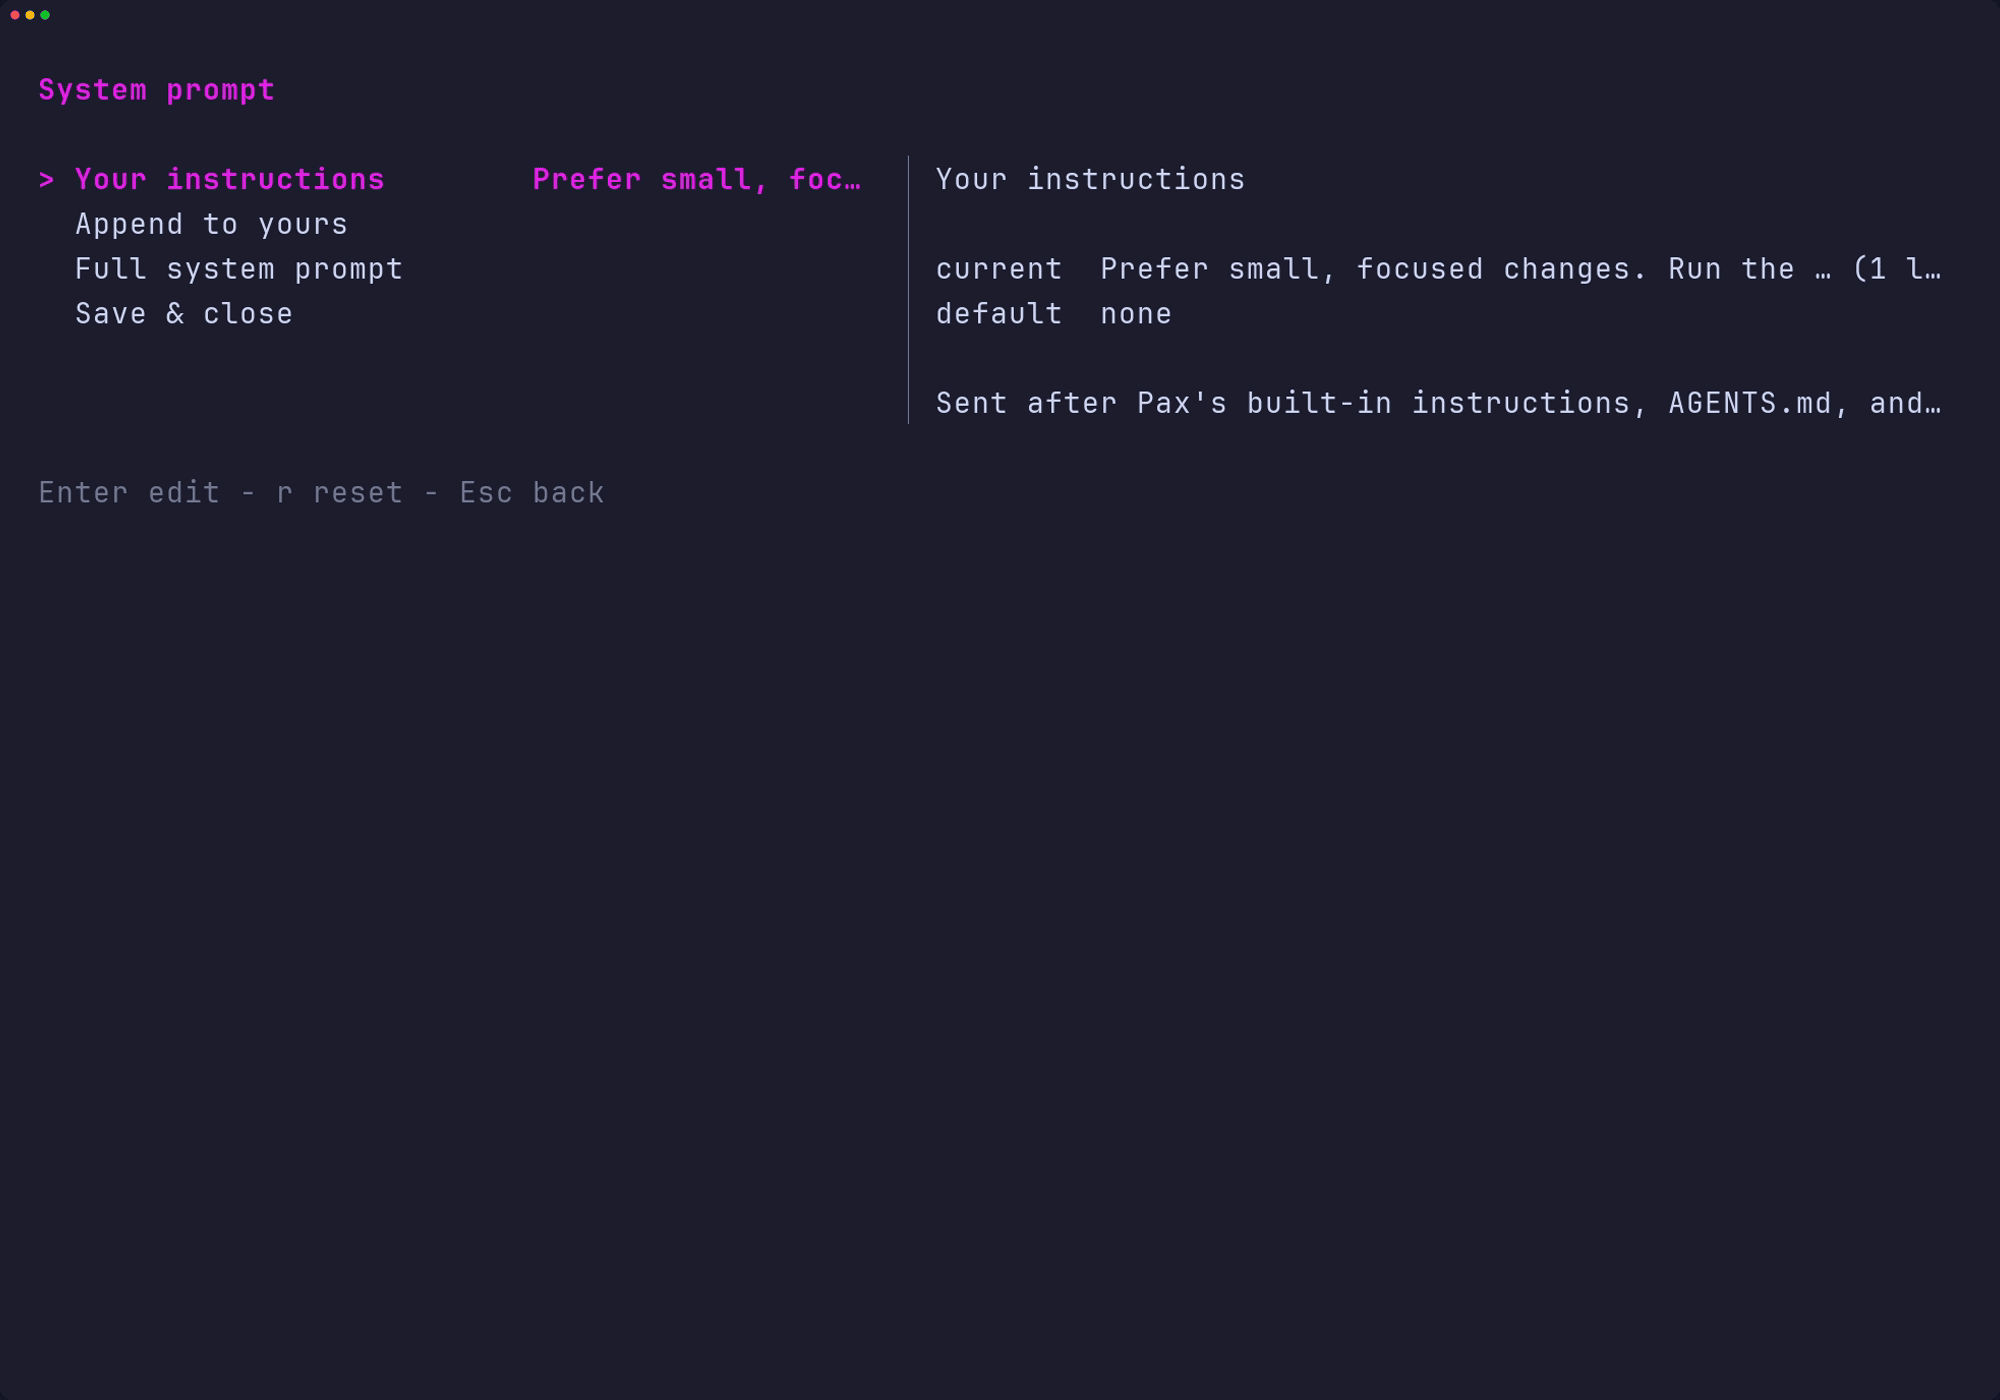 System prompt
> Your instructions        Prefer small, foc…
Append to yours
Full system prompt
Save & close
Your instructions
current  Prefer small, focused changes. Run the … (1 l…
default  none
Sent after Pax's built-in instructions, AGENTS.md, and…
Enter edit - r reset - Esc back